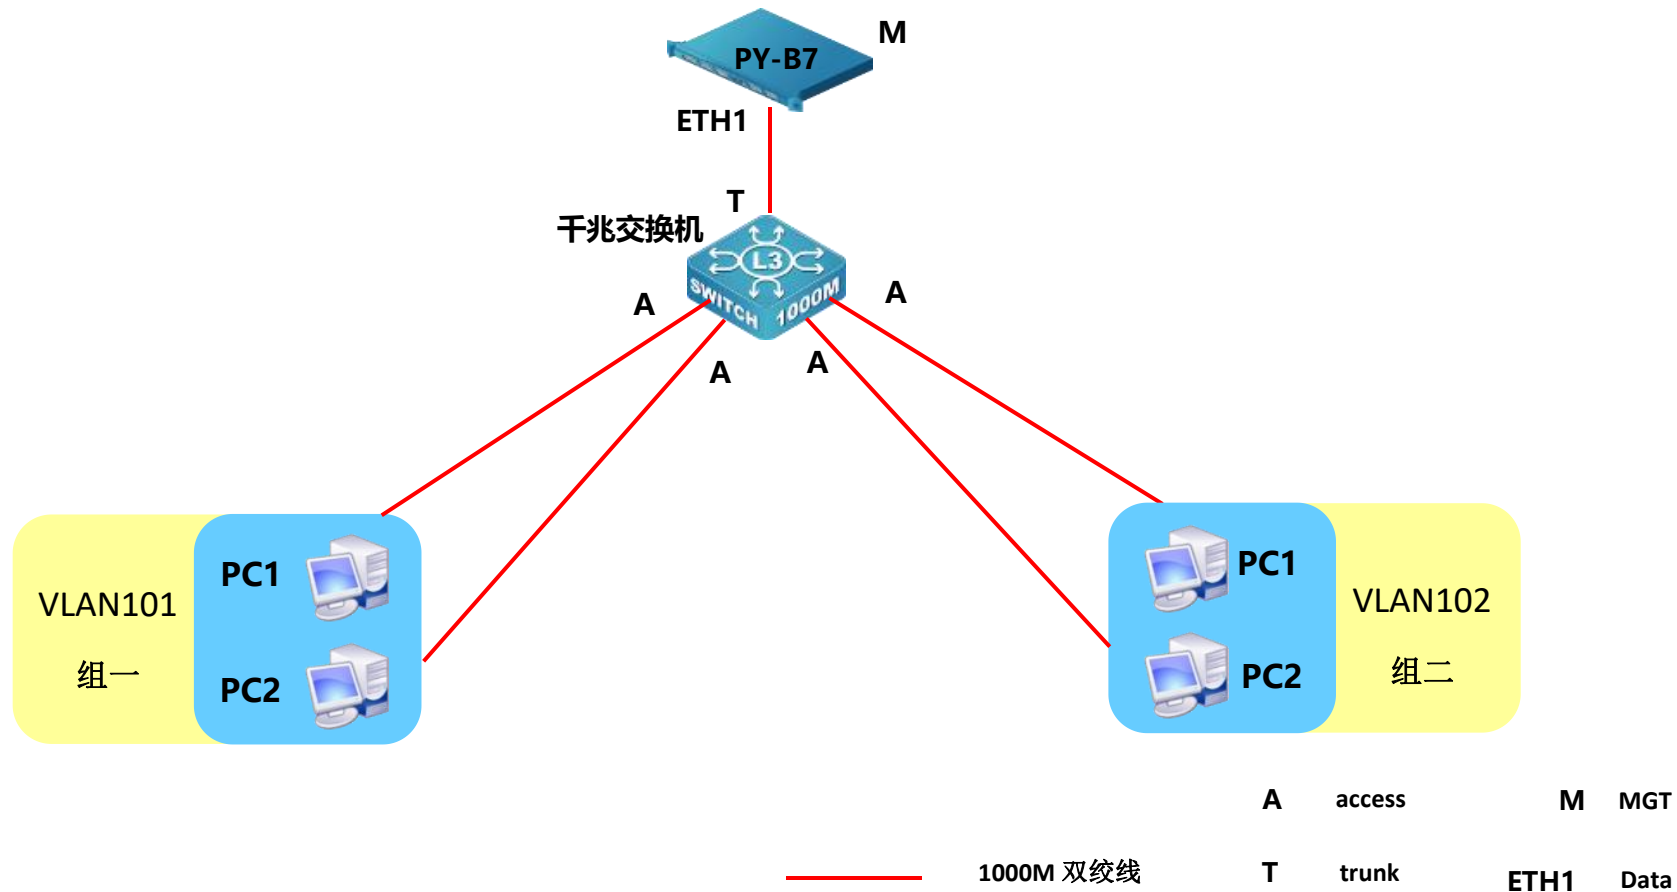 M
PY-B7
ETH1
T
千兆交换机
L3
SWITCH
1000M
A
A
A
A
PC1
VLAN101
组一
PC2
PC1
VLAN102
组二
PC2
A access
M MGT
1000M 双绞线
T trunk
ETH1 Data